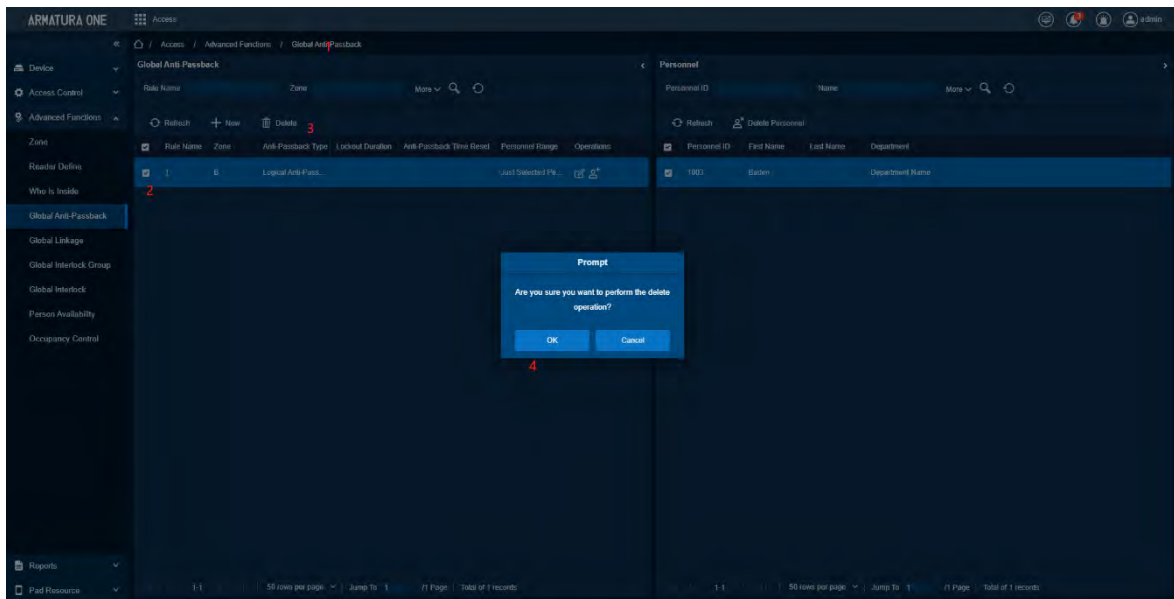 ARMATURA ONE
Access
admin
/ Access / Advanced Functions / Global Anti-Passback
1
Device
Access Control
Advanced Functions
Zone
Reader Define
Who Is Inside
Global Anti-Passback
Global Linkage
Global Interlock Group
Global Interlock
Person Availability
Occupancy Control
Reports
Pad Resource
Global Anti-Passback
Rule Name Zone More
Refresh New Delete
3
Rule Name Zone Anti-Passback Type Lockout Duration Anti-Passback Time Reset Personnel Range Operations
1 B Logical Anti-Pass... Just Selected Pe...
2
1-1 50 rows per page Jump To 1 /1 Page Total of 1 records
Personnel
Personnel ID Name More
Refresh Delete Personnel
Personnel ID First Name Last Name Department
1003 Baden Department Name
1-1 50 rows per page Jump To 1 /1 Page Total of 1 records
Prompt
Are you sure you want to perform the delete
operation?
OK Cancel
4